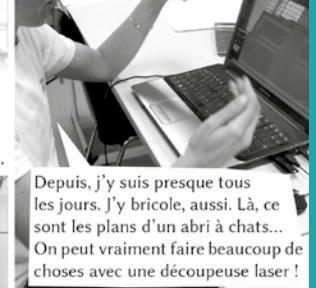 Depuis, j'y suis presque tous
les jours. J'y bricole, aussi. Là, ce
sont les plans d'un abri à chats...
On peut vraiment faire beaucoup de
choses avec une découpeuse laser !